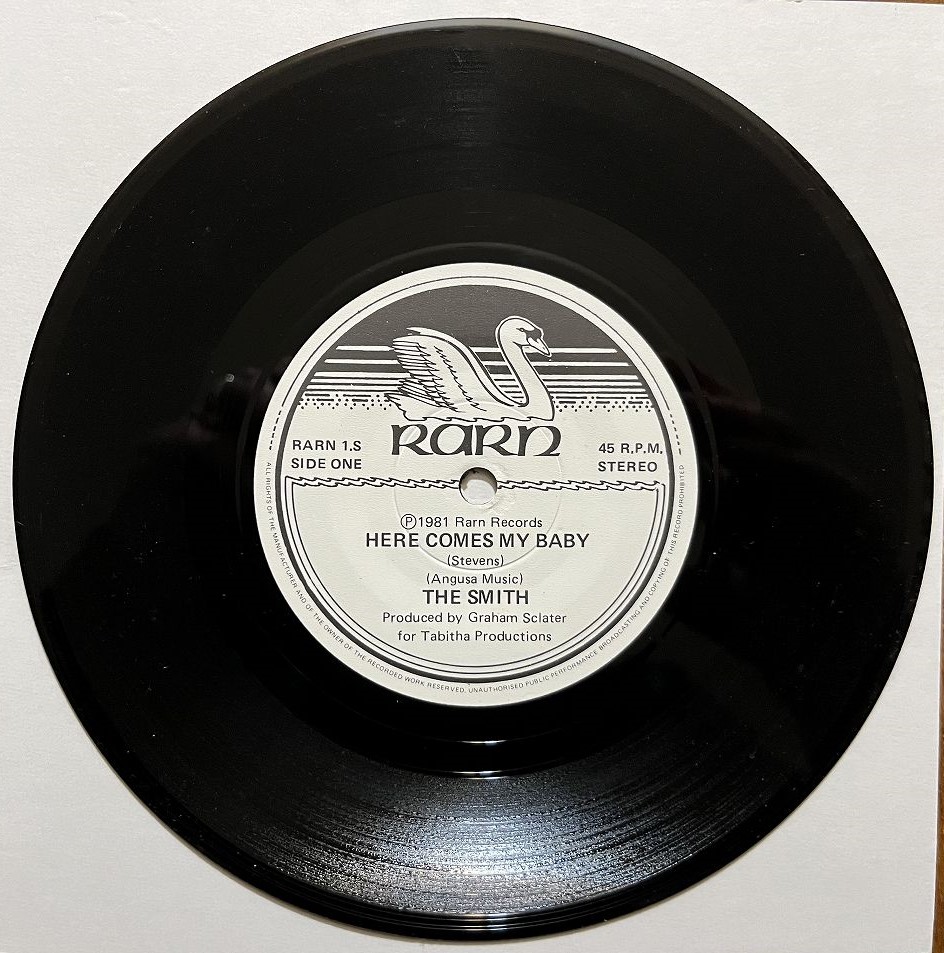 RARN
RARN 1.S
SIDE ONE
45 R.P.M.
STEREO
Ⓟ1981 Rarn Records
HERE COMES MY BABY
(Stevens)
(Angusa Music)
THE SMITH
Produced by Graham Sclater
for Tabitha Productions
ALL RIGHTS OF THE MANUFACTURER AND OF THE OWNER OF THE RECORDED WORK RESERVED. UNAUTHORISED PUBLIC PERFORMANCE BROADCASTING AND COPYING OF THIS RECORD PROHIBITED